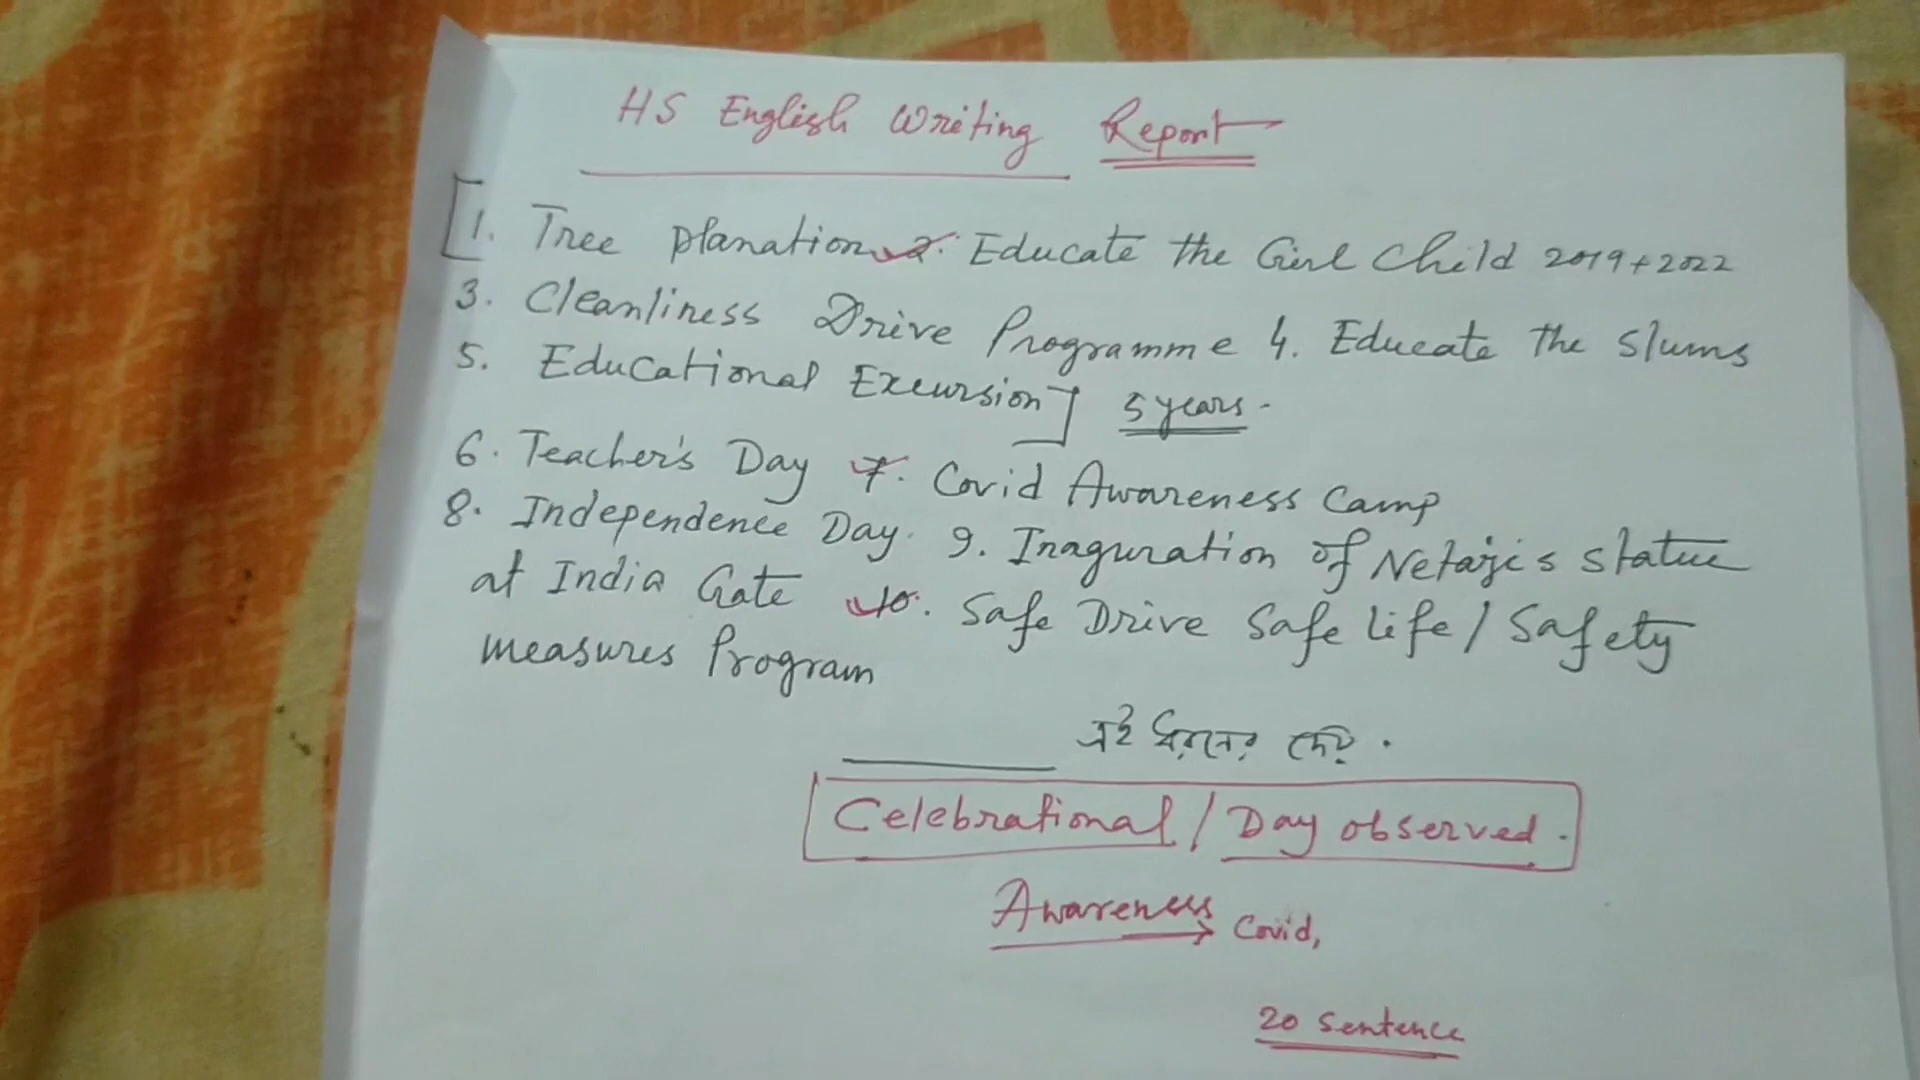 HS English Writing Report
1. Tree planation 2. Educate the Girl Child 2019+2022
3. Cleanliness Drive Programme 4. Educate the Slums
5. Educational Excursion] 5 years.
6. Teacher's Day 7. Covid Awareness Camp
8. Independence Day. 9. Inaguration of Netaji's statue
at India Gate 10. Safe Drive Safe Life / Safety
measures Program
এই ধরনের
Celebrational / Day observed.
Awareness → Covid,
20 Sentence